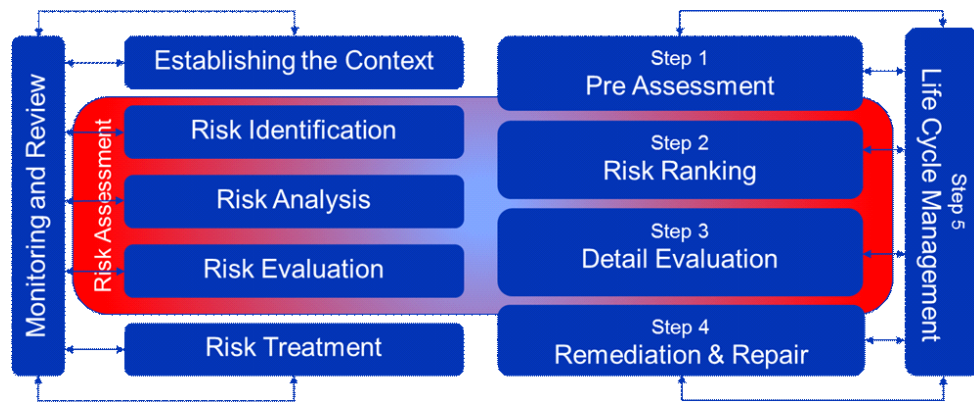 Monitoring and Review
Establishing the Context
Risk Assessment
Risk Identification
Risk Analysis
Risk Evaluation
Risk Treatment
Step 1
Pre Assessment
Step 2
Risk Ranking
Step 3
Detail Evaluation
Step 4
Remediation & Repair
Step 5
Life Cycle Management